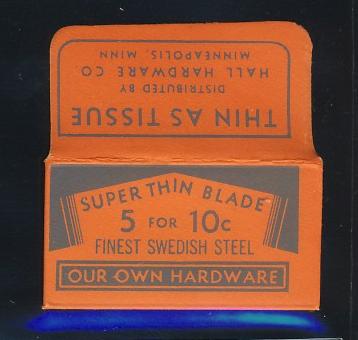 THIN AS TISSUE
DISTRIBUTED BY
HALL HARDWARE CO
MINNEAPOLIS, MINN
SUPER THIN BLADE
5 FOR 10c
FINEST SWEDISH STEEL
OUR OWN HARDWARE